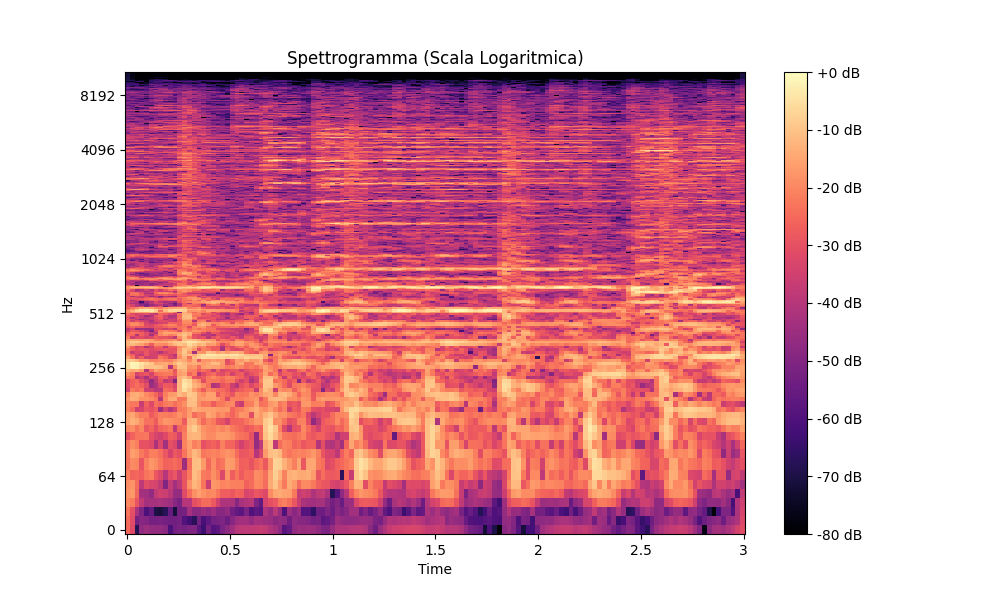 Spettrogramma (Scala Logaritmica)
Hz
8192
4096
2048
1024
512
256
128
64
0
0 0.5 1 1.5 2 2.5 3
Time
+0 dB
-10 dB
-20 dB
-30 dB
-40 dB
-50 dB
-60 dB
-70 dB
-80 dB